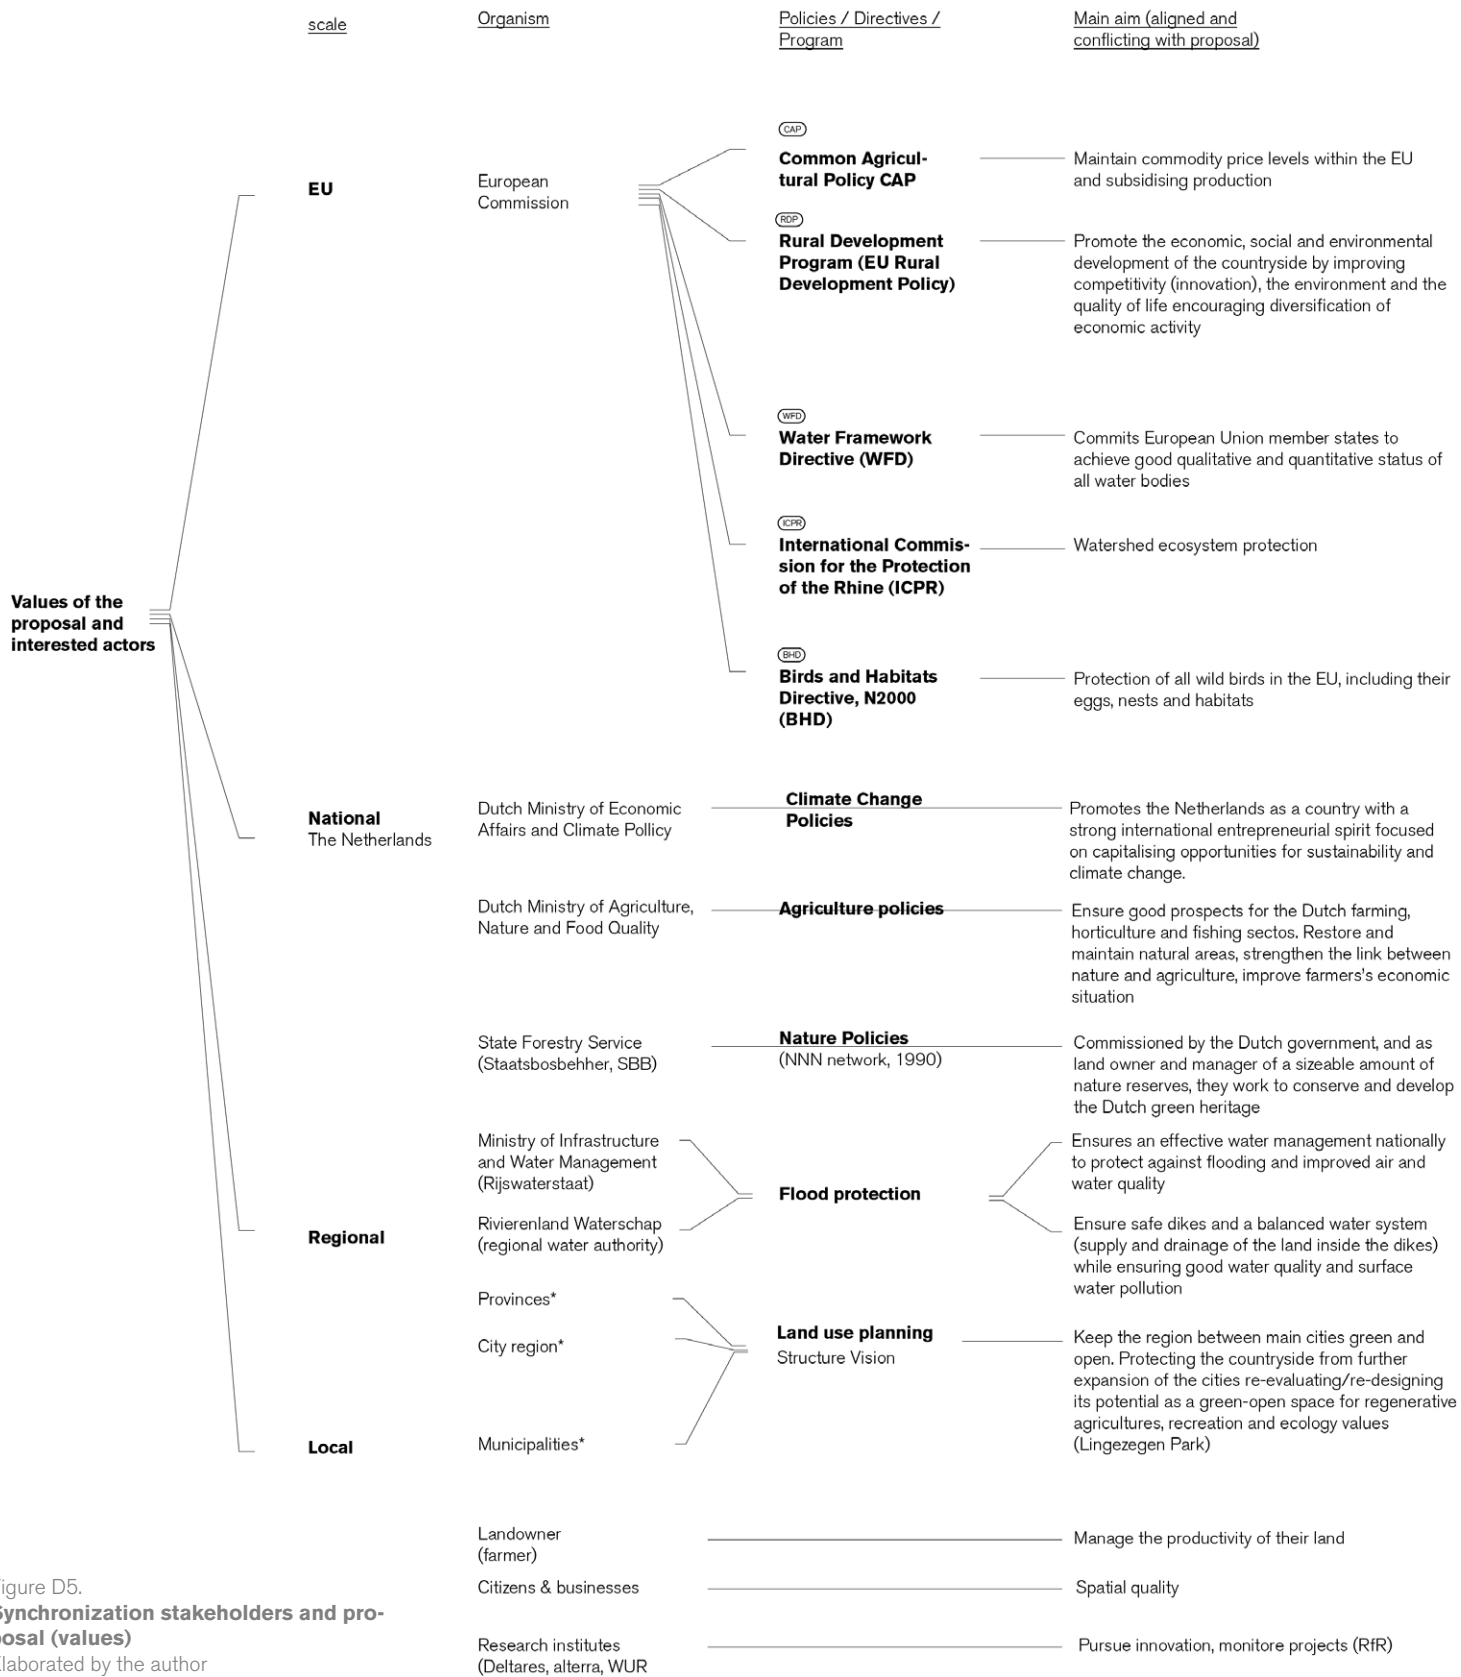 scale
Organism
Policies / Directives /
Program
Main aim (aligned and
conflicting with proposal)
Values of the
proposal and
interested actors
EU
European
Commission
CAP
Common Agricul-
tural Policy CAP
Maintain commodity price levels within the EU
and subsidising production
RDP
Rural Development
Program (EU Rural
Development Policy)
Promote the economic, social and environmental
development of the countryside by improving
competitivity (innovation), the environment and the
quality of life encouraging diversification of
economic activity
WFD
Water Framework
Directive (WFD)
Commits European Union member states to
achieve good qualitative and quantitative status of
all water bodies
ICPR
International Commis-
sion for the Protection
of the Rhine (ICPR)
Watershed ecosystem protection
BHD
Birds and Habitats
Directive, N2000
(BHD)
Protection of all wild birds in the EU, including their
eggs, nests and habitats
National
The Netherlands
Dutch Ministry of Economic
Affairs and Climate Pollicy
Climate Change
Policies
Promotes the Netherlands as a country with a
strong international entrepreneurial spirit focused
on capitalising opportunities for sustainability and
climate change.
Dutch Ministry of Agriculture,
Nature and Food Quality
Agriculture policies
Ensure good prospects for the Dutch farming,
horticulture and fishing sectos. Restore and
maintain natural areas, strengthen the link between
nature and agriculture, improve farmers's economic
situation
State Forestry Service
(Staatsbosbehher, SBB)
Nature Policies
(NNN network, 1990)
Commissioned by the Dutch government, and as
land owner and manager of a sizeable amount of
nature reserves, they work to conserve and develop
the Dutch green heritage
Regional
Ministry of Infrastructure
and Water Management
(Rijswaterstaat)
Rivierenland Waterschap
(regional water authority)
Flood protection
Ensures an effective water management nationally
to protect against flooding and improved air and
water quality
Ensure safe dikes and a balanced water system
(supply and drainage of the land inside the dikes)
while ensuring good water quality and surface
water pollution
Provinces*
City region*
Land use planning
Structure Vision
Keep the region between main cities green and
open. Protecting the countryside from further
expansion of the cities re-evaluating/re-designing
its potential as a green-open space for regenerative
agricultures, recreation and ecology values
(Lingezegen Park)
Local
Municipalities*
Landowner
(farmer)
Manage the productivity of their land
Citizens & businesses
Spatial quality
Research institutes
(Deltares, alterra, WUR
Pursue innovation, monitore projects (RfR)
igure D5.
Synchronization stakeholders and pro-
posal (values)
laborated by the author